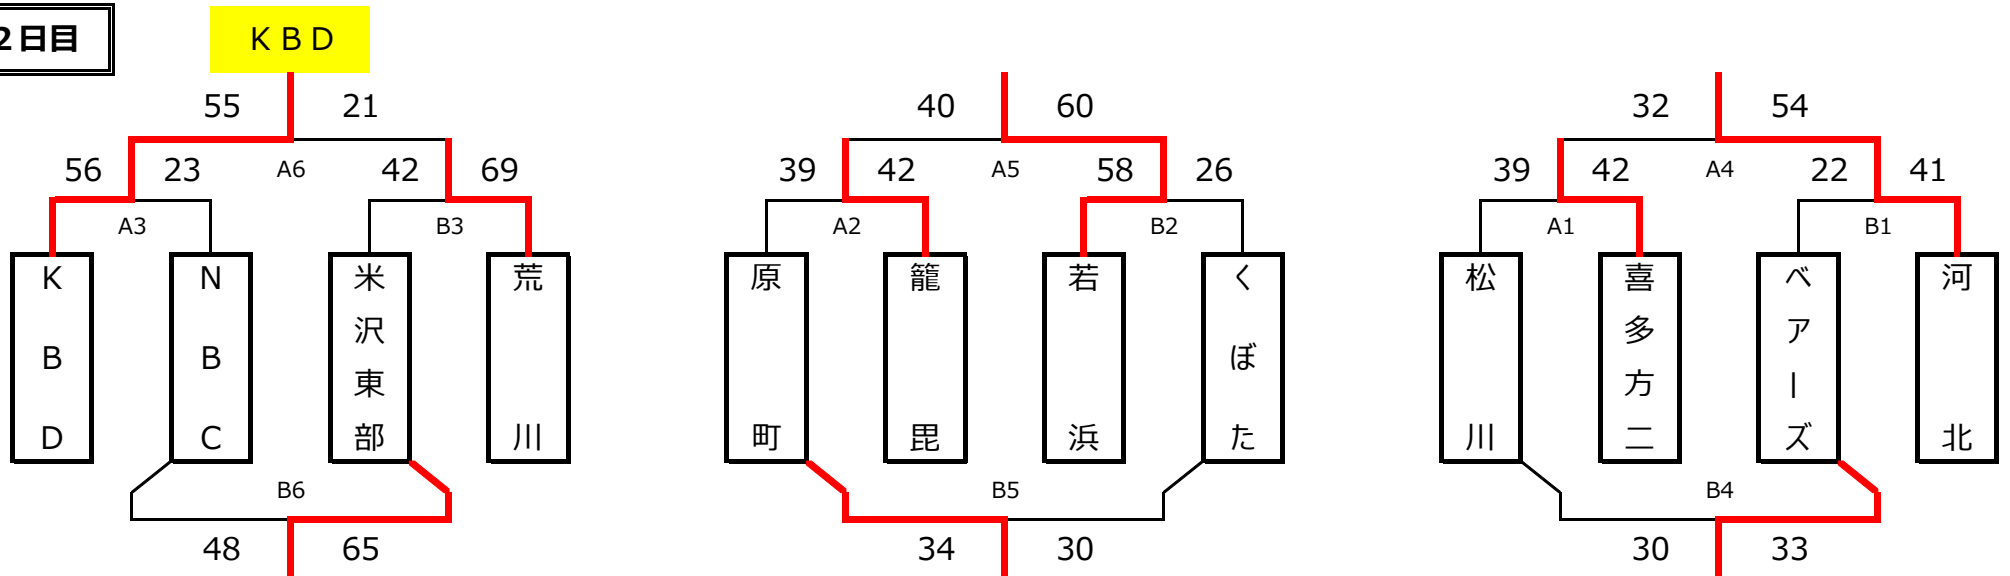 2日目
ＫＢＤ
55 21 40 60 32 54
56 23 A6 42 69 39 42 A5 58 26 39 42 A4 22 41
A3 B3 A2 B2 A1 B1
ＫＢＤ
ＮＢＣ
米沢東部
荒川
原町
籠毘
若浜
くぼた
松川
喜多方二
ベアーズ
河北
B6 B5 B4
48 65 34 30 30 33